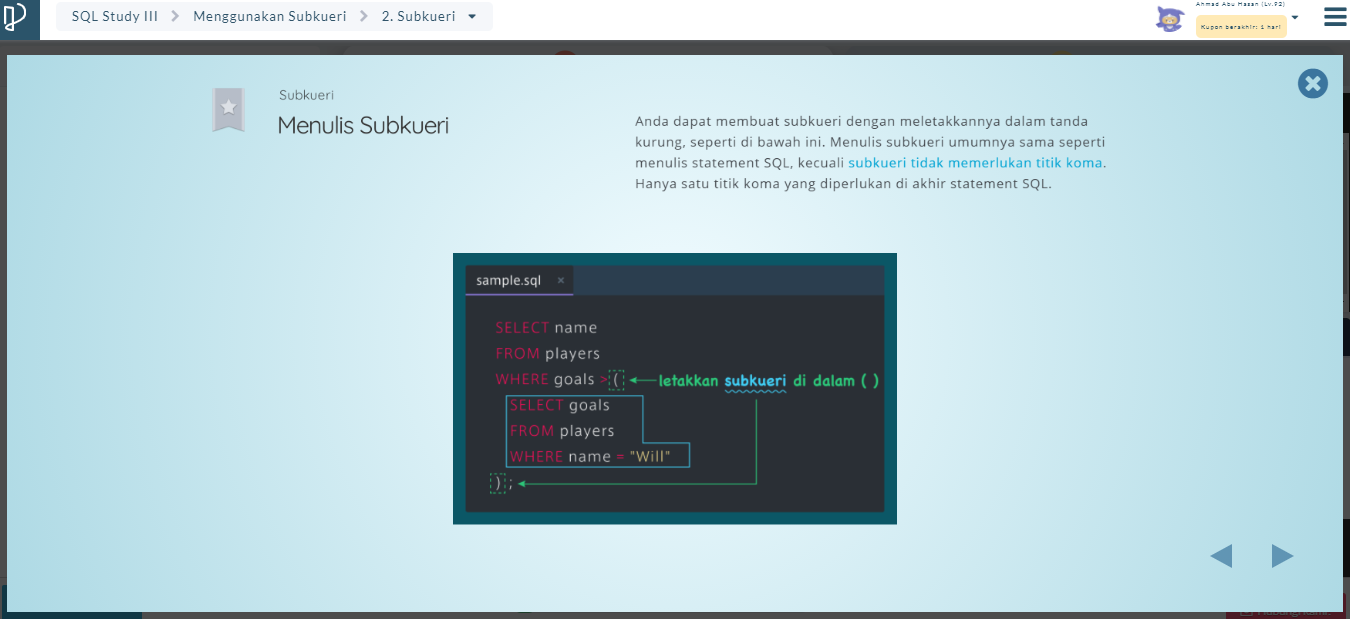 SQL Study III
Menggunakan Subkueri
2. Subkueri
Ahmad Abu Hasan (Lv.92)
Kupon berakhir: 1 hari
Subkueri
Menulis Subkueri
Anda dapat membuat subkueri dengan meletakkannya dalam tanda
kurung, seperti di bawah ini. Menulis subkueri umumnya sama seperti
menulis statement SQL, kecuali subkueri tidak memerlukan titik koma.
Hanya satu titik koma yang diperlukan di akhir statement SQL.
sample.sql ×
SELECT name
FROM players
WHERE goals >( letakkan subkueri di dalam ( )
SELECT goals
FROM players
WHERE name = "Will"
) ;